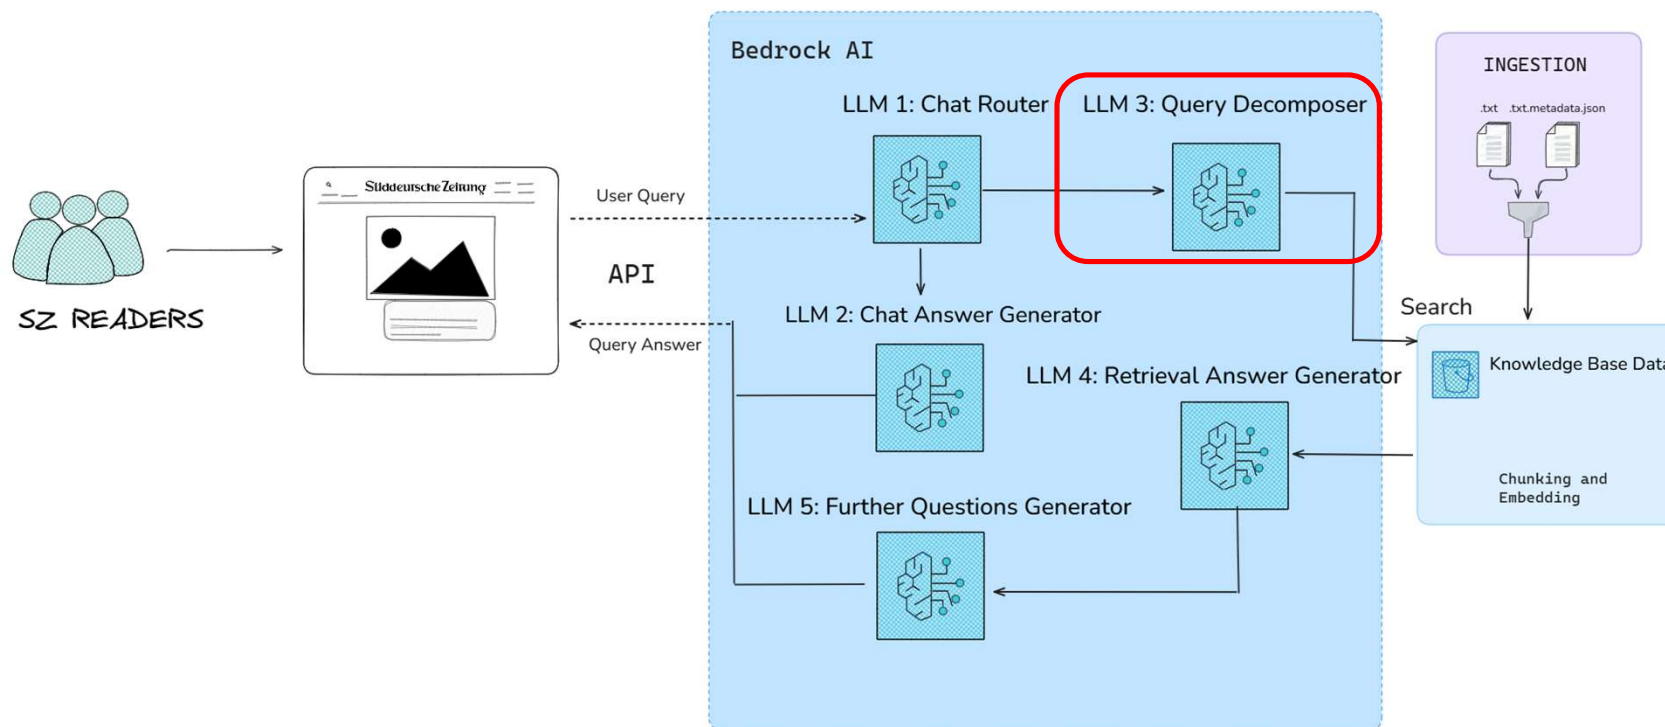 Bedrock AI
INGESTION
LLM 1: Chat Router
LLM 3: Query Decomposer
.txt
.txt.metadata.json
Süddeutsche Zeitung
User Query
API
SZ READERS
Search
LLM 2: Chat Answer Generator
Query Answer
Knowledge Base Data
LLM 4: Retrieval Answer Generator
Chunking and
Embedding
LLM 5: Further Questions Generator